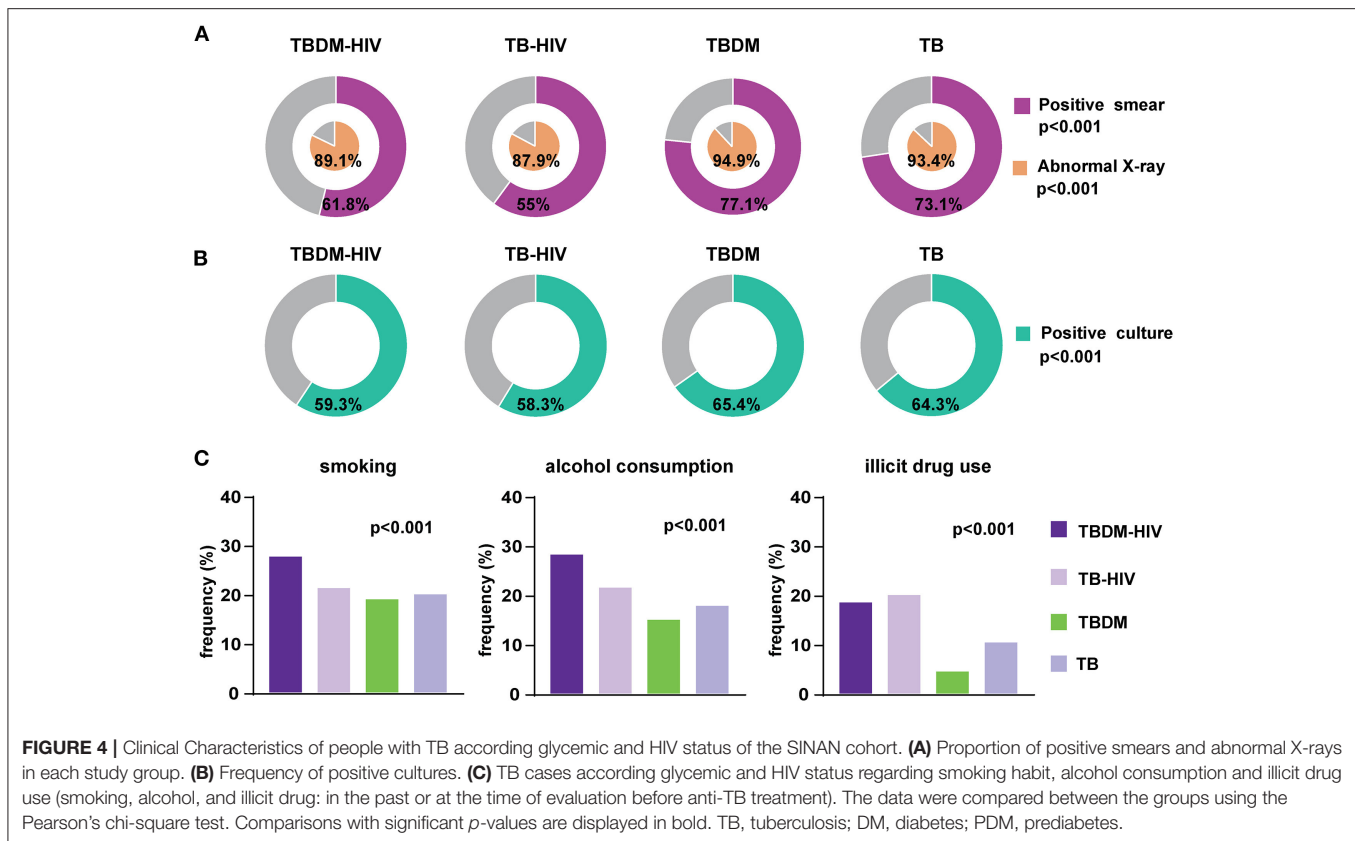 A
TBDM-HIV TB-HIV TBDM TB
89.1% 87.9% 94.9% 93.4%
61.8% 55% 77.1% 73.1%
Positive smear
p<0.001
Abnormal X-ray
p<0.001
B
TBDM-HIV TB-HIV TBDM TB
59.3% 58.3% 65.4% 64.3%
Positive culture
p<0.001
C
smoking
frequency (%)
40
30
20
10
0
p<0.001
alcohol consumption
frequency (%)
40
30
20
10
0
p<0.001
illicit drug use
frequency (%)
40
30
20
10
0
p<0.001
TBDM-HIV
TB-HIV
TBDM
TB
FIGURE 4 | Clinical Characteristics of people with TB according glycemic and HIV status of the SINAN cohort. (A) Proportion of positive smears and abnormal X-rays
in each study group. (B) Frequency of positive cultures. (C) TB cases according glycemic and HIV status regarding smoking habit, alcohol consumption and illicit drug
use (smoking, alcohol, and illicit drug: in the past or at the time of evaluation before anti-TB treatment). The data were compared between the groups using the
Pearson's chi-square test. Comparisons with significant p-values are displayed in bold. TB, tuberculosis; DM, diabetes; PDM, prediabetes.